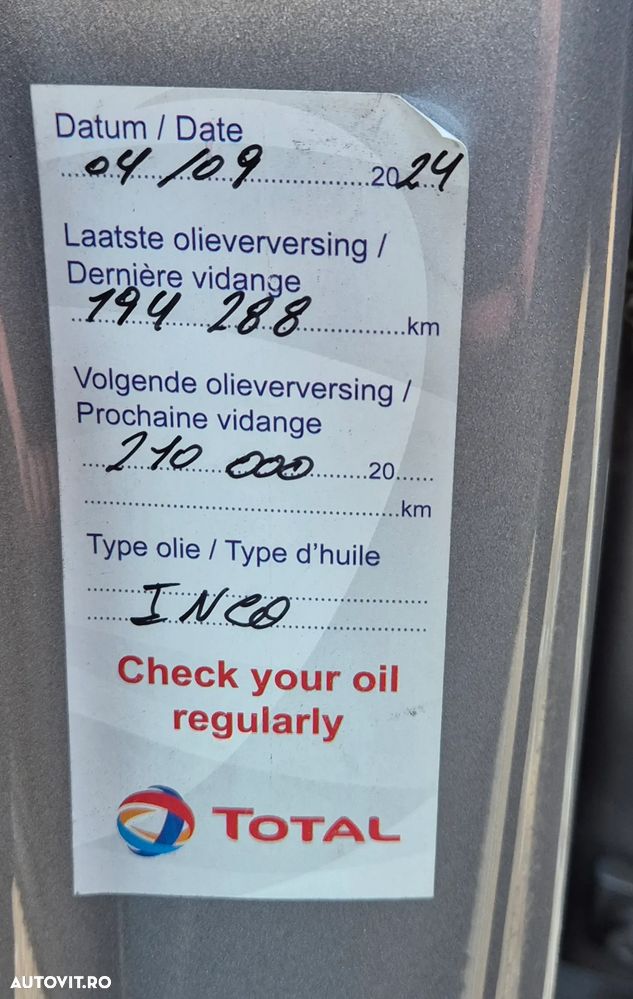 Datum / Date
04/09 2024
Laatste olieverversing /
Dernière vidange
194 288 km
Volgende olieverversing /
Prochaine vidange
210 000 20
km
Type olie / Type d'huile
INEO
Check your oil
regularly
TOTAL
AUTOVIT.RO